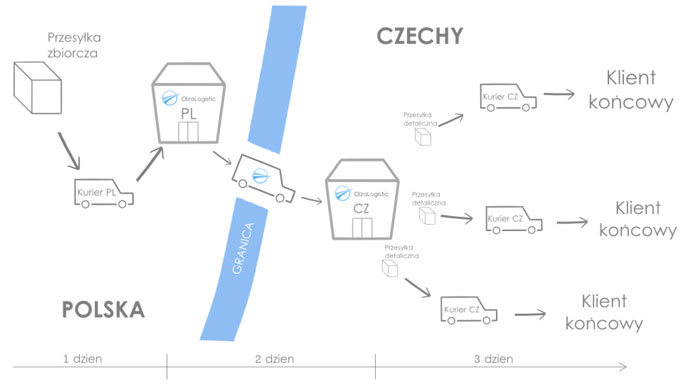 Przesyłka
zbiorcza
CZECHY
OlzaLogistic
PL
Kurier PL
Przesyłka
detaliczna
Kurier CZ
Klient
końcowy
OlzaLogistic
CZ
Przesyłka
detaliczna
Kurier CZ
Klient
końcowy
Przesyłka
detaliczna
Kurier CZ
Klient
końcowy
GRANICA
POLSKA
1 dzien
2 dzien
3 dzien